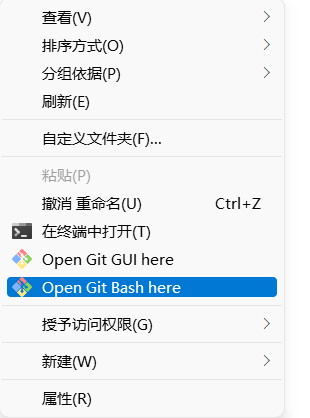 查看(V)
排序方式(O)
分组依据(P)
刷新(E)
自定义文件夹(F)...
粘贴(P)
撤消 重命名(U) Ctrl+Z
在终端中打开(T)
Open Git GUI here
Open Git Bash here
授予访问权限(G)
新建(W)
属性(R)